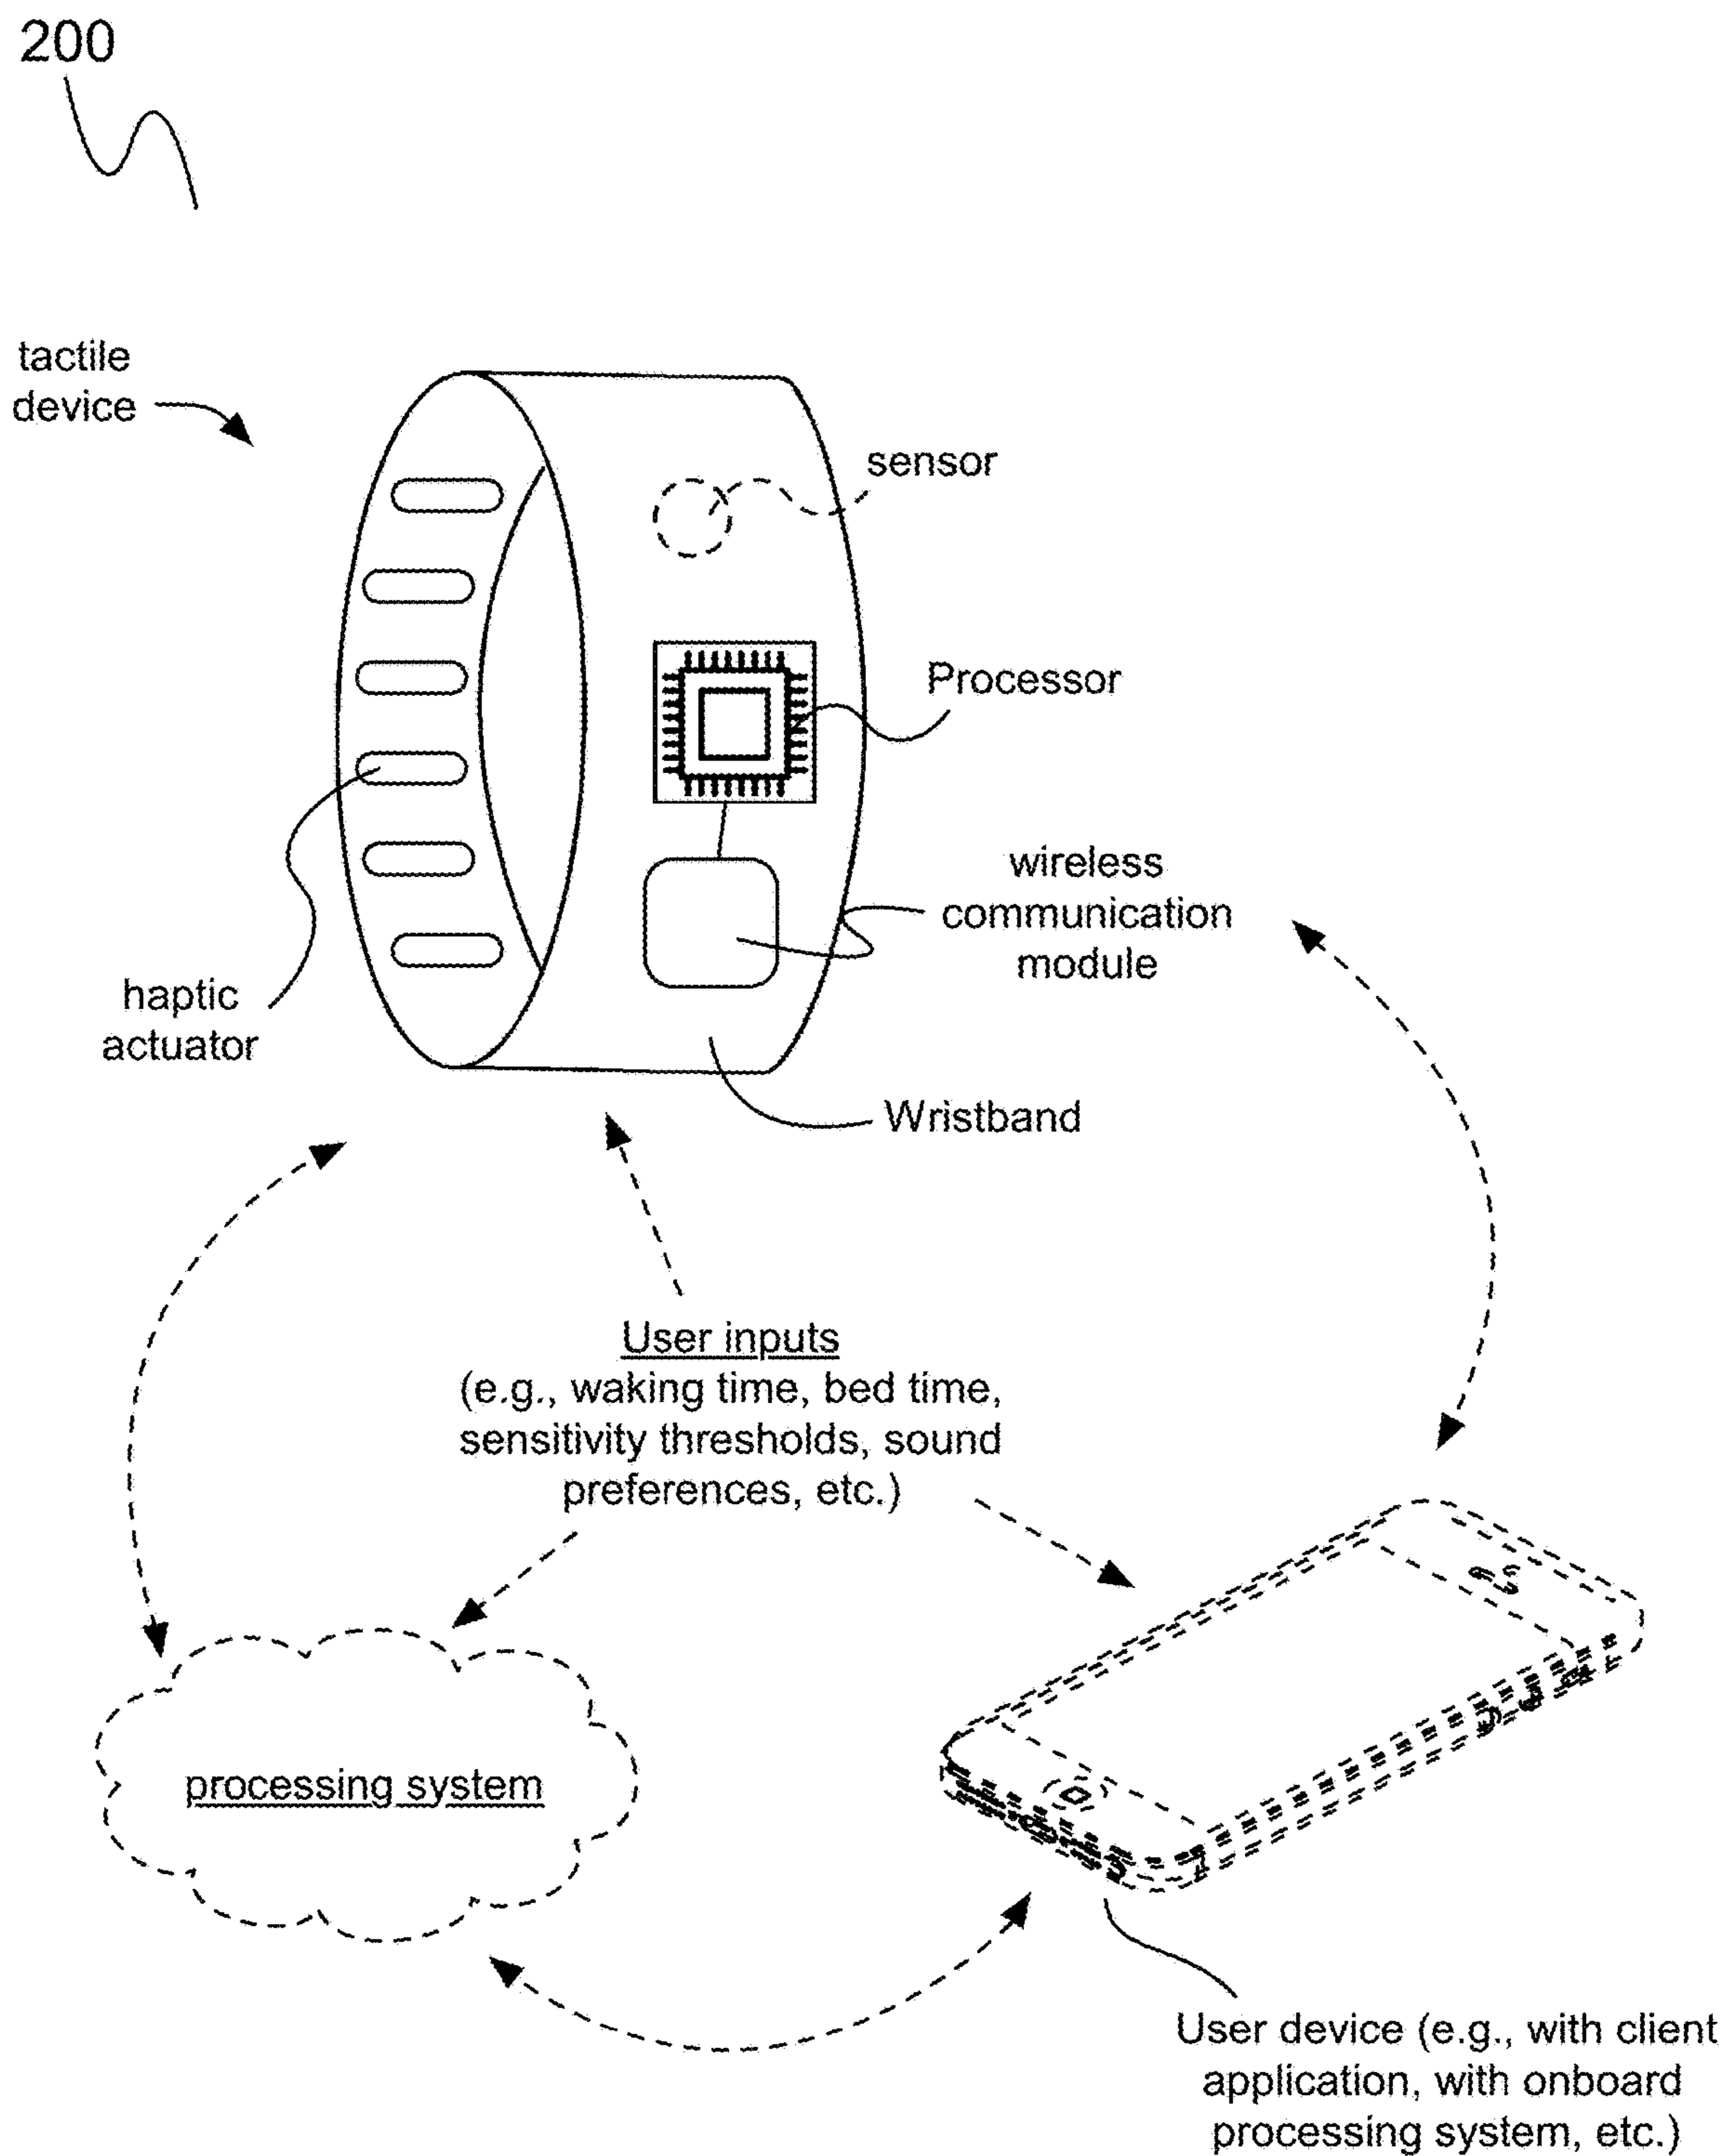 200
tactile
device
sensor
Processor
wireless
communication
module
haptic
actuator
Wristband
User inputs
(e.g., waking time, bed time,
sensitivity thresholds, sound
preferences, etc.)
processing system
User device (e.g., with client
application, with onboard
processing system, etc.)